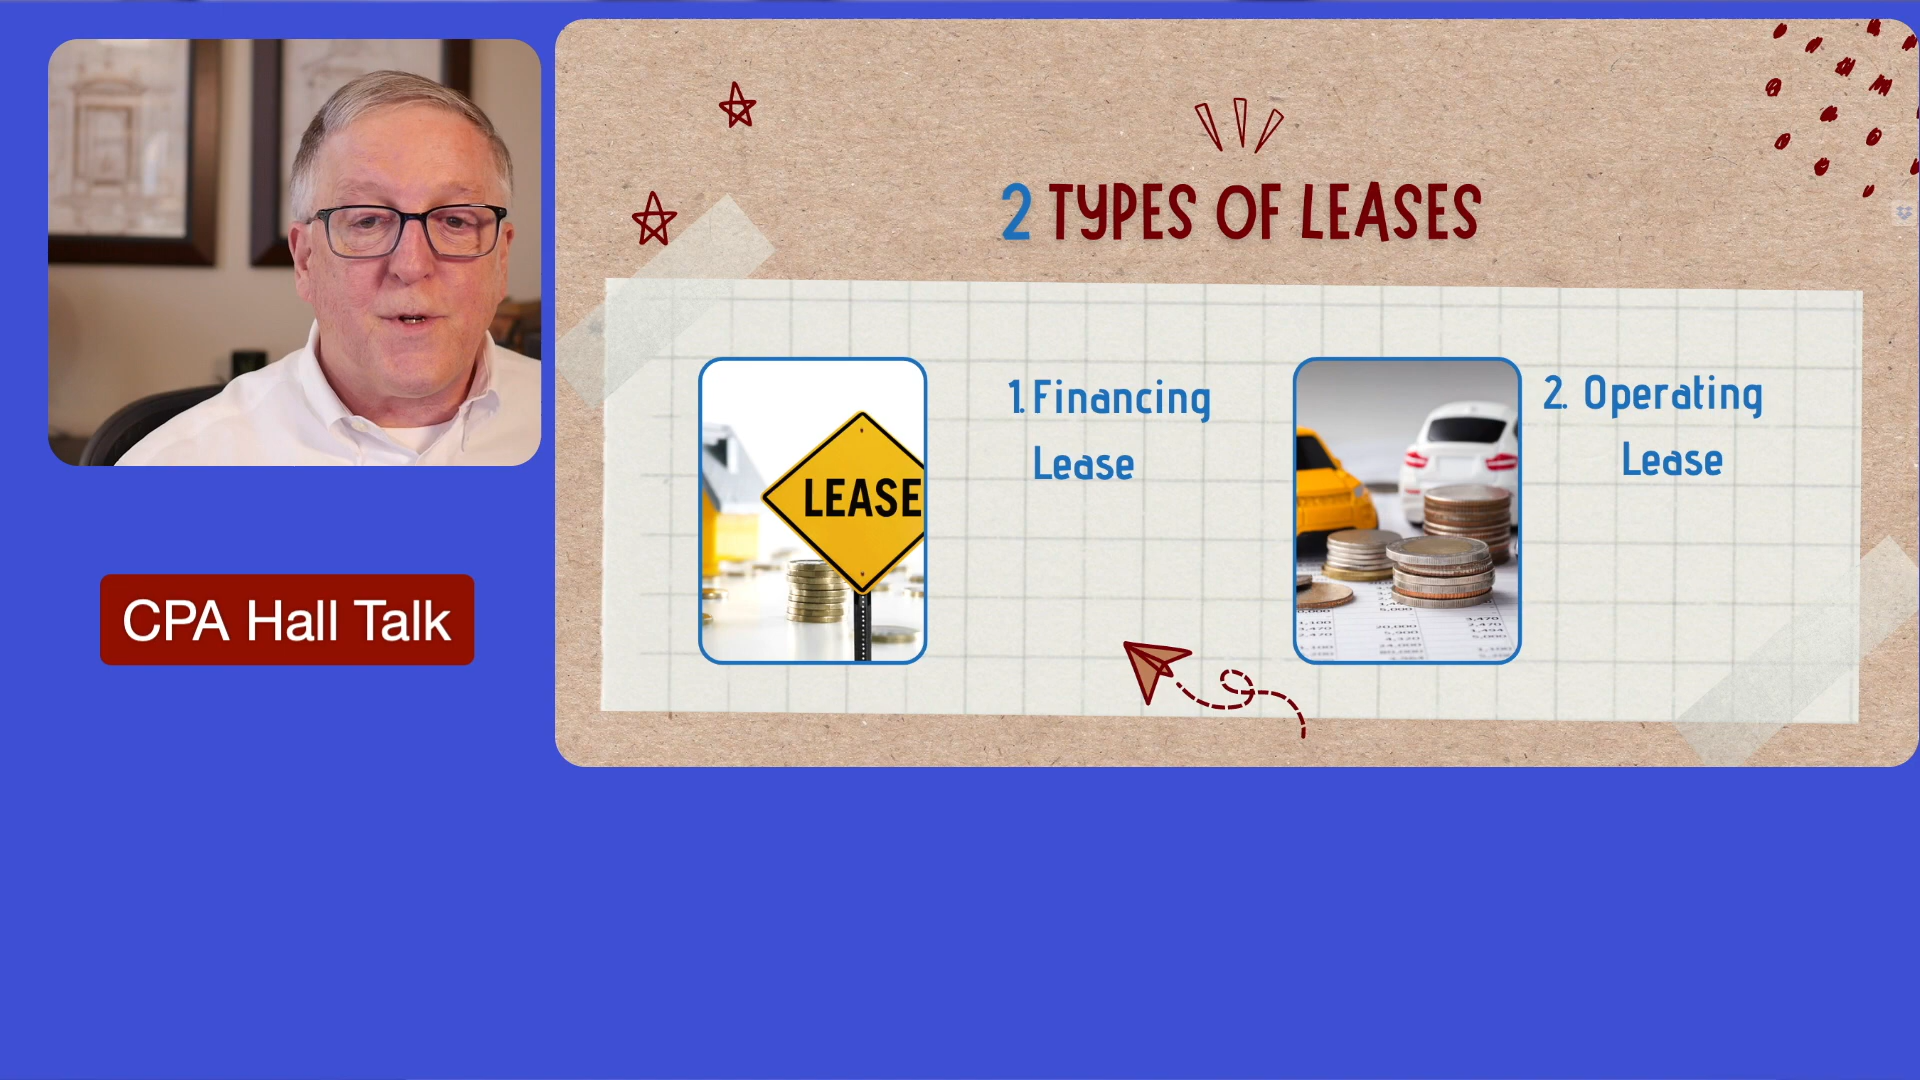 2 TYPES OF LEASES
LEASE
1. Financing
Lease
2. Operating
Lease
CPA Hall Talk